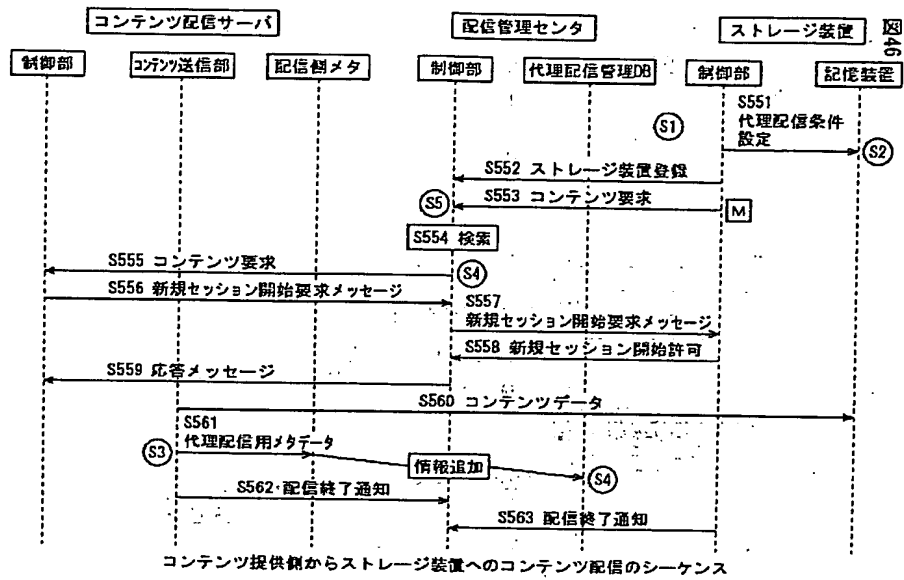 図46
コンテンツ配信サーバ
配信管理センタ
ストレージ装置
制御部
コンテンツ送信部
配信側メタ
制御部
代理配信管理DB
制御部
記憶装置
S551
代理配信条件
設定
S1
S2
S552 ストレージ装置登録
S5
S553 コンテンツ要求
M
S554 検索
S555 コンテンツ要求
S4
S556 新規セッション開始要求メッセージ
S557
新規セッション開始要求メッセージ
S558 新規セッション開始許可
S559 応答メッセージ
S560 コンテンツデータ
S561
代理配信用メタデータ
S3
情報追加
S4
S562 配信終了通知
S563 配信終了通知
コンテンツ提供側からストレージ装置へのコンテンツ配信のシーケンス